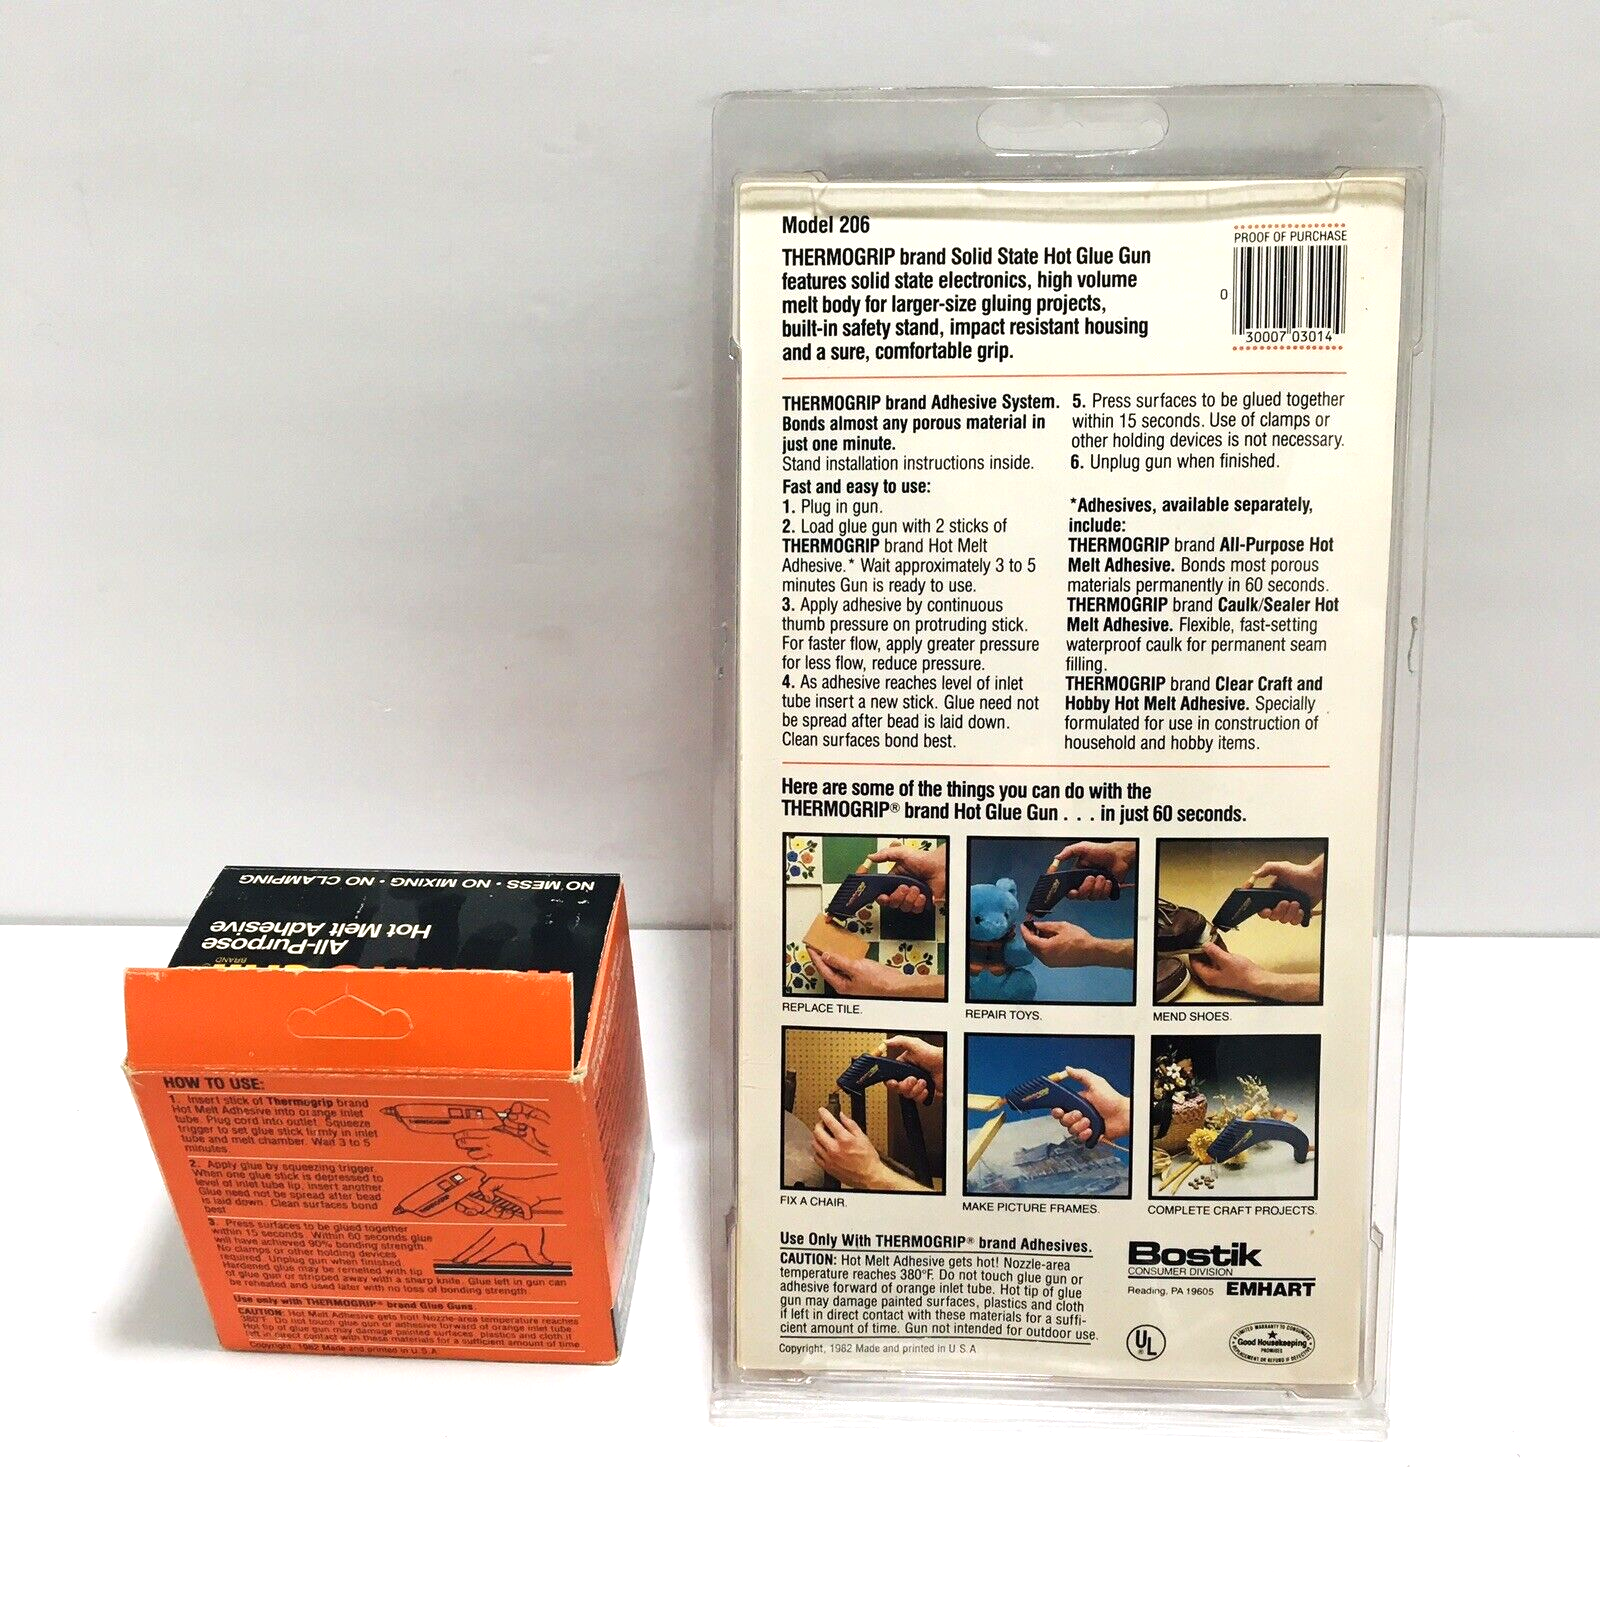 Model 206
THERMOGRIP brand Solid State Hot Glue Gun
features solid state electronics, high volume
melt body for larger-size gluing projects,
built-in safety stand, impact resistant housing
and a sure, comfortable grip.
PROOF OF PURCHASE
0
30007 03014
THERMOGRIP brand Adhesive System.
Bonds almost any porous material in
just one minute.
Stand installation instructions inside.
Fast and easy to use:
1. Plug in gun.
2. Load glue gun with 2 sticks of
THERMOGRIP brand Hot Melt
Adhesive.* Wait approximately 3 to 5
minutes Gun is ready to use.
3. Apply adhesive by continuous
thumb pressure on protruding stick.
For faster flow, apply greater pressure
for less flow, reduce pressure.
4. As adhesive reaches level of inlet
tube insert a new stick. Glue need not
be spread after bead is laid down.
Clean surfaces bond best.
5. Press surfaces to be glued together
within 15 seconds. Use of clamps or
other holding devices is not necessary.
6. Unplug gun when finished.
*Adhesives, available separately,
include:
THERMOGRIP brand All-Purpose Hot
Melt Adhesive. Bonds most porous
materials permanently in 60 seconds.
THERMOGRIP brand Caulk/Sealer Hot
Melt Adhesive. Flexible, fast-setting
waterproof caulk for permanent seam
filling.
THERMOGRIP brand Clear Craft and
Hobby Hot Melt Adhesive. Specially
formulated for use in construction of
household and hobby items.
Here are some of the things you can do with the
THERMOGRIP® brand Hot Glue Gun . . . in just 60 seconds.
REPLACE TILE.
REPAIR TOYS.
MEND SHOES.
FIX A CHAIR.
MAKE PICTURE FRAMES.
COMPLETE CRAFT PROJECTS.
Use Only With THERMOGRIP® brand Adhesives.
CAUTION: Hot Melt Adhesive gets hot! Nozzle-area
temperature reaches 380°F. Do not touch glue gun or
adhesive forward of orange inlet tube. Hot tip of glue
gun may damage painted surfaces, plastics and cloth
if left in direct contact with these materials for a suffi-
cient amount of time. Gun not intended for outdoor use.
Copyright, 1982 Made and printed in U S A
Bostik
CONSUMER DIVISION
Reading, PA 19605 EMHART
UL
A LIMITED WARRANTY TO CONSUMERS
Good Housekeeping
PROMISES
REPLACEMENT OR REFUND IF DEFECTIVE
NO MESS · NO MIXING · NO CLAMPING
All-Purpose
Hot Melt Adhesive
BRAND
HOW TO USE:
1. Insert stick of Thermogrip brand
Hot Melt Adhesive into orange inlet
tube. Plug cord into outlet. Squeeze
trigger to set glue stick firmly in inlet
tube and melt chamber. Wait 3 to 5
minutes.
2. Apply glue by squeezing trigger.
When one glue stick is depressed to
level of inlet tube lip, insert another.
Glue need not be spread after bead
is laid down. Clean surfaces bond
best
3. Press surfaces to be glued together
within 15 seconds. Within 60 seconds glue
will have achieved 90% bonding strength.
No clamps or other holding devices
required. Unplug gun when finished
Hardened glue may be remelted with tip
of glue gun or stripped away with a sharp knife. Glue left in gun can
be reheated and used later with no loss of bonding strength.
Use only with THERMOGRIP® brand Glue Guns.
CAUTION: Hot Melt Adhesive gets hot! Nozzle-area temperature reaches
380°F. Do not touch glue gun or adhesive forward of orange inlet tube
Hot tip of glue gun may damage painted surfaces, plastics and cloth if
left in direct contact with these materials for a sufficient amount of time
Copyright, 1982 Made and printed in U.S.A